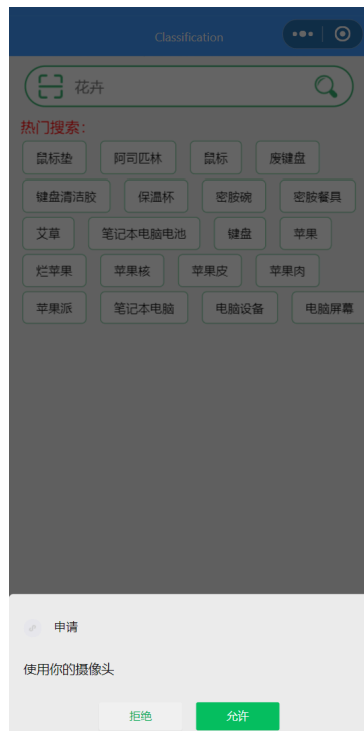 Classification
花卉
热门搜索：
鼠标垫 阿司匹林 鼠标 废键盘
键盘清洁胶 保温杯 密胺碗 密胺餐具
艾草 笔记本电脑电池 键盘 苹果
烂苹果 苹果核 苹果皮 苹果肉
苹果派 笔记本电脑 电脑设备 电脑屏幕
申请
使用你的摄像头
拒绝 允许